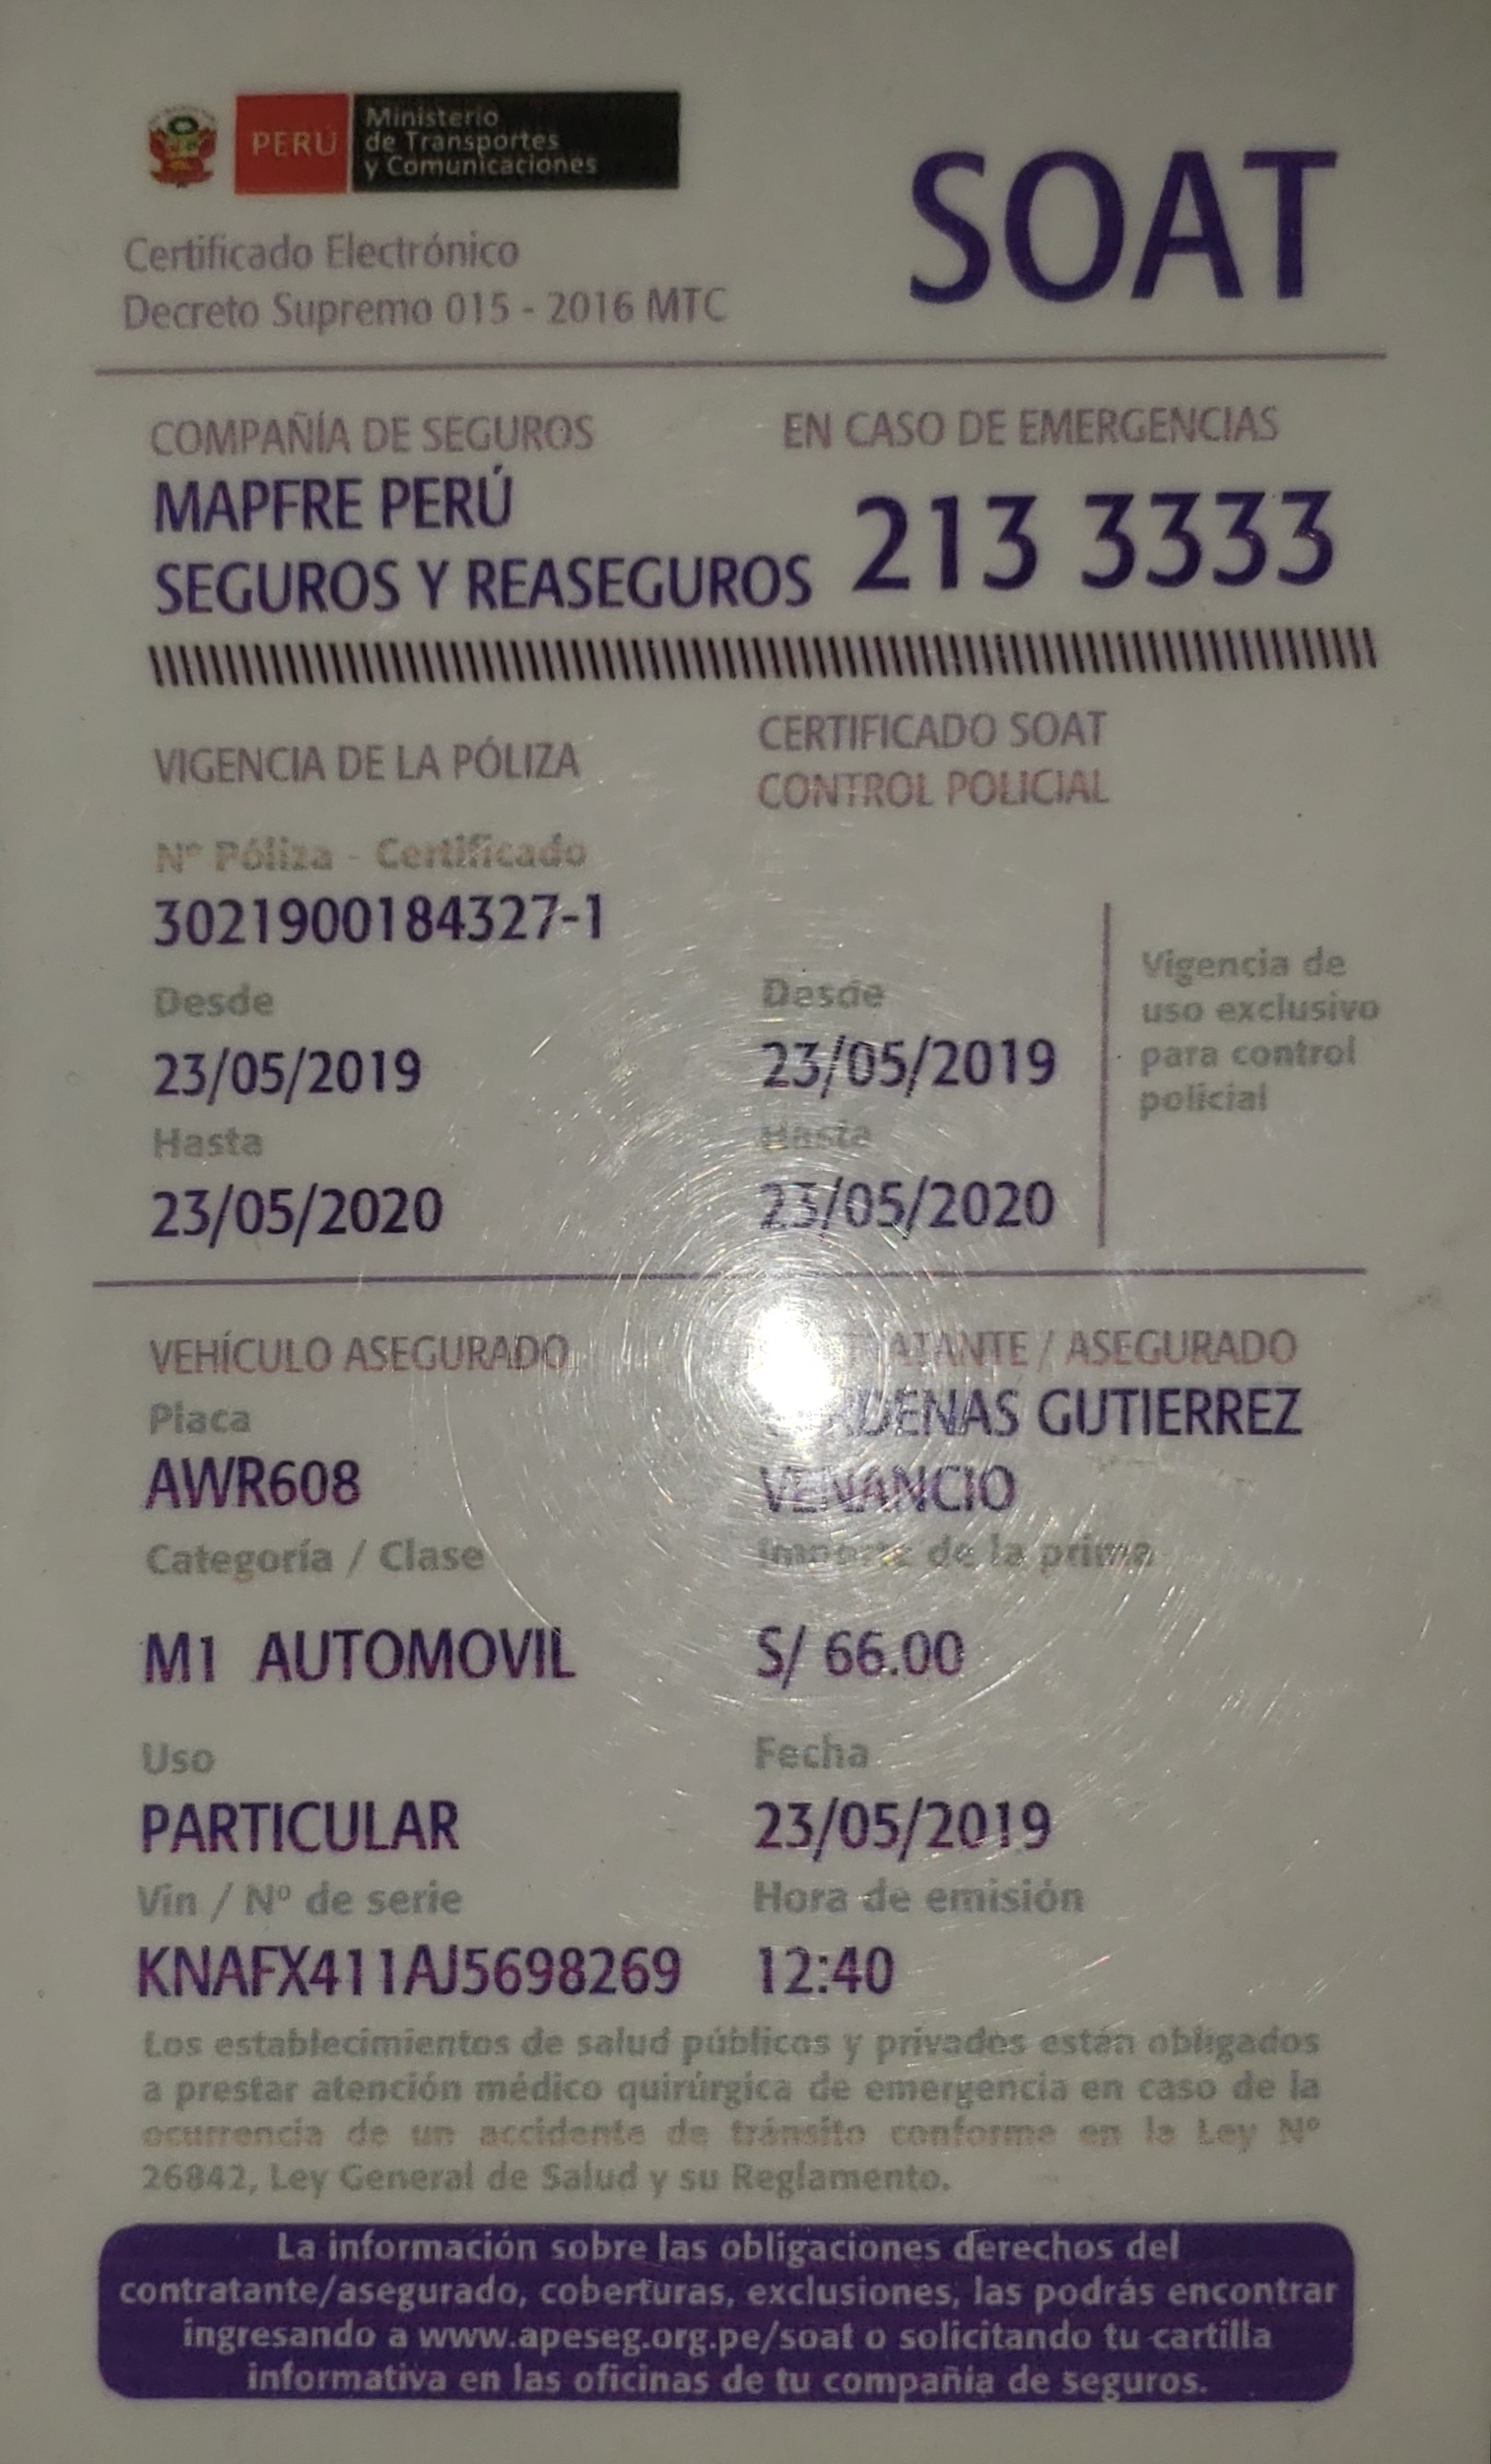 PERÚ
Ministerio
de Transportes
y Comunicaciones
SOAT
Certificado Electrónico
Decreto Supremo 015 - 2016 MTC
COMPAÑÍA DE SEGUROS
MAPFRE PERÚ
SEGUROS Y REASEGUROS
EN CASO DE EMERGENCIAS
213 3333
VIGENCIA DE LA PÓLIZA
Nº Póliza - Certificado
3021900184327-1
Desde
23/05/2019
Hasta
23/05/2020
CERTIFICADO SOAT
CONTROL POLICIAL
Desde
23/05/2019
Hasta
23/05/2020
Vigencia de
uso exclusivo
para control
policial
VEHÍCULO ASEGURADO
Placa
AWR608
Categoría / Clase
M1 AUTOMOVIL
Uso
PARTICULAR
Vin / Nº de serie
KNAFX411AJ5698269
/ ASEGURADO
GUTIERREZ
VENANCIO
Importe de la prima
S/ 66.00
Fecha
23/05/2019
Hora de emisión
12:40
Los establecimientos de salud públicos y privados están obligados
a prestar atención médico quirúrgica de emergencia en caso de la
ocurrencia de un accidente de tránsito conforme en la Ley Nº
26842, Ley General de Salud y su Reglamento.
La información sobre las obligaciones derechos del
contratante/asegurado, coberturas, exclusiones, las podrás encontrar
ingresando a www.apeseg.org.pe/soat o solicitando tu cartilla
informativa en las oficinas de tu compañía de seguros.